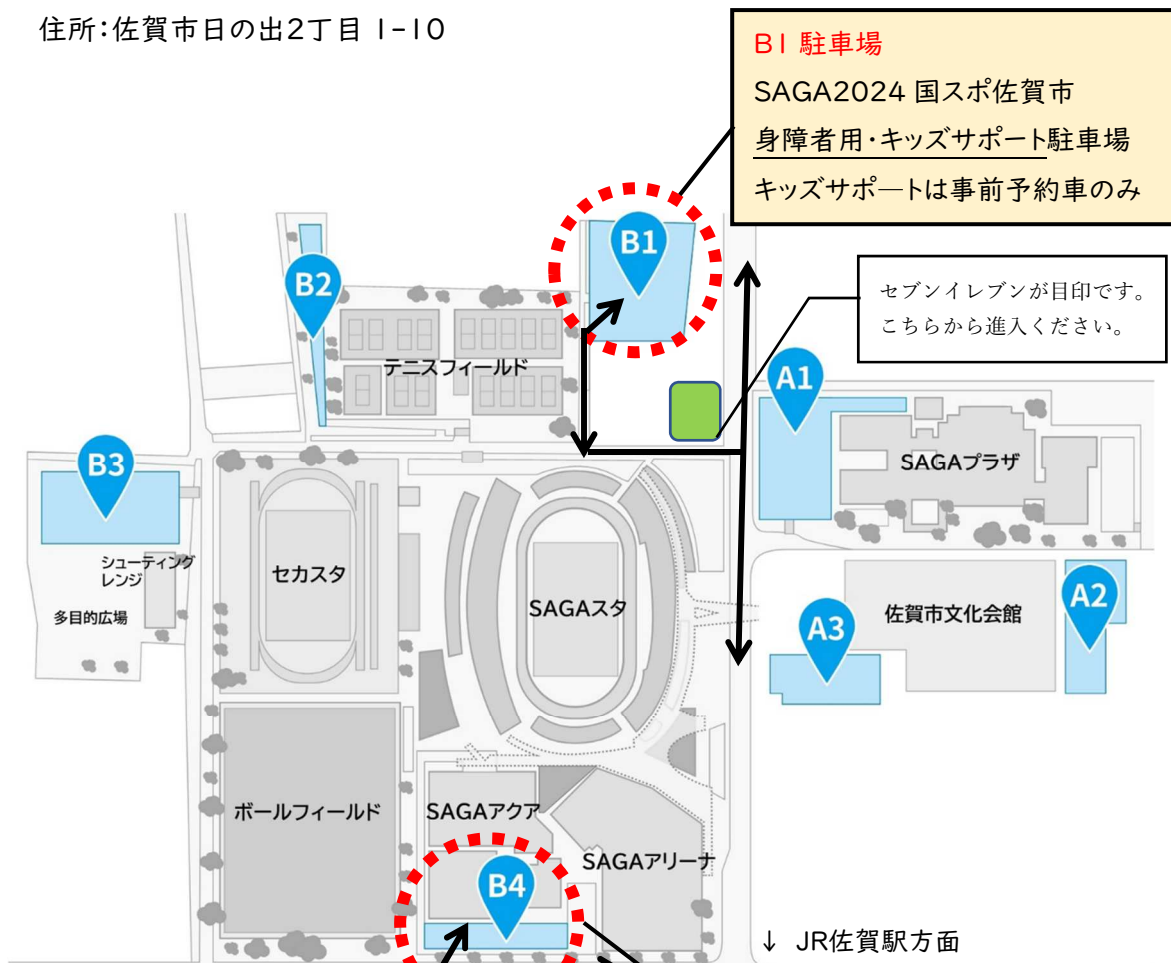 住所:佐賀市日の出2丁目 1-10
B1 駐車場
SAGA2024 国スポ佐賀市
身障者用・キッズサポート駐車場
キッズサポートは事前予約車のみ
B1
B2
セブンイレブンが目印です。
こちらから進入ください。
テニスフィールド
A1
B3
SAGAプラザ
シューティング
レンジ
多目的広場
セカスタ
SAGAスタ
佐賀市文化会館
A2
A3
ボールフィールド
SAGAアクア
SAGAアリーナ
B4
↓ JR佐賀駅方面